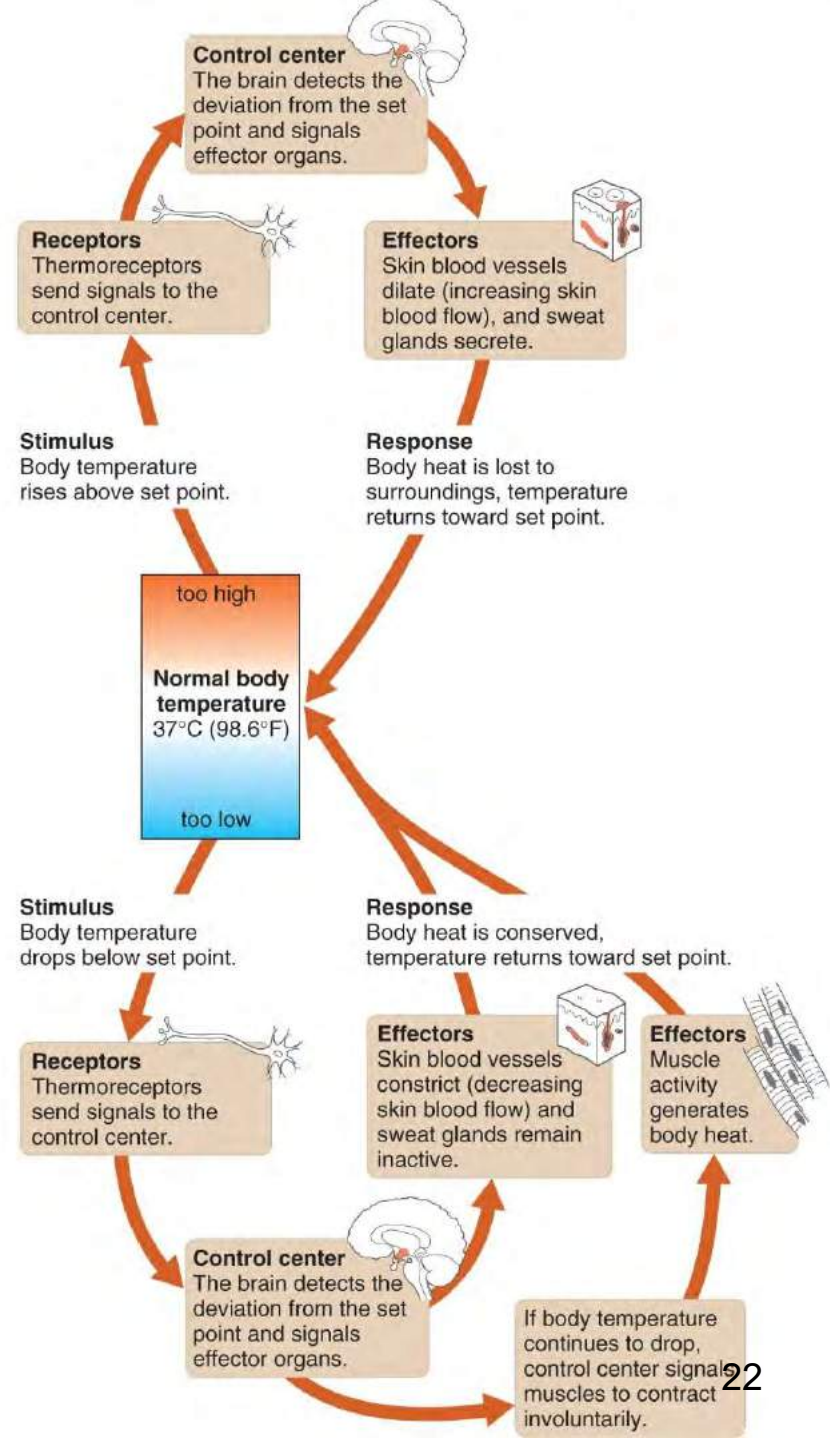 Control center
The brain detects the
deviation from the set
point and signals
effector organs.
Receptors
Thermoreceptors
send signals to the
control center.
Effectors
Skin blood vessels
dilate (increasing skin
blood flow), and sweat
glands secrete.
Stimulus
Body temperature
rises above set point.
Response
Body heat is lost to
surroundings, temperature
returns toward set point.
too high
Normal body
temperature
37°C (98.6°F)
too low
Stimulus
Body temperature
drops below set point.
Response
Body heat is conserved,
temperature returns toward set point.
Receptors
Thermoreceptors
send signals to the
control center.
Effectors
Skin blood vessels
constrict (decreasing
skin blood flow) and
sweat glands remain
inactive.
Effectors
Muscle
activity
generates
body heat.
Control center
The brain detects the
deviation from the set
point and signals
effector organs.
If body temperature
continues to drop,
control center signals
muscles to contract
involuntarily.
22